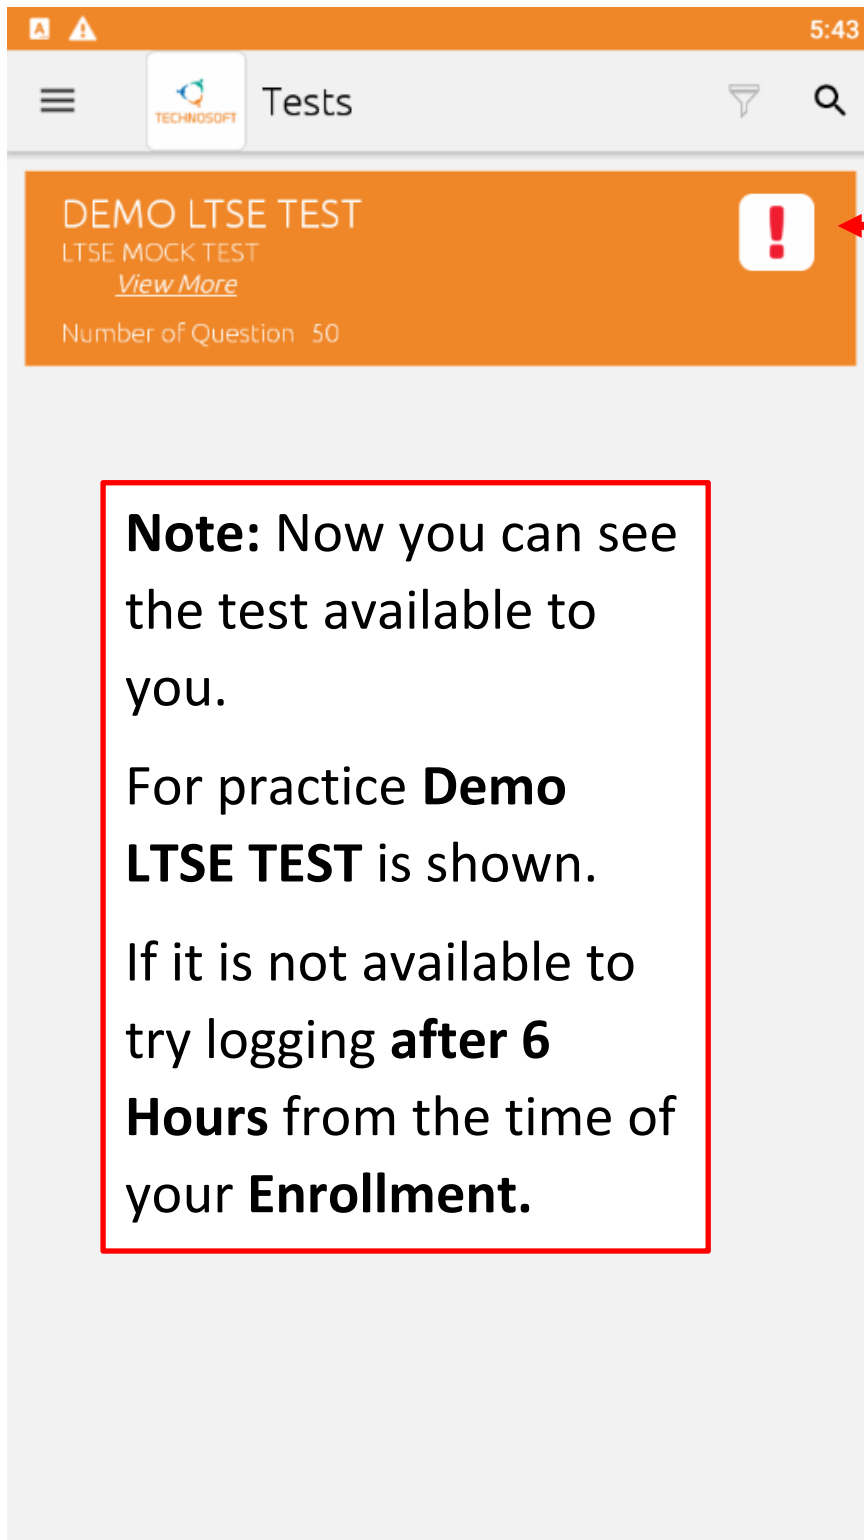 A
5:43
TECHNOSOFT
Tests
DEMO LTSE TEST
LTSE MOCK TEST
View More
Number of Question 50
Note: Now you can see
the test available to
you.
For practice Demo
LTSE TEST is shown.
If it is not available to
try logging after 6
Hours from the time of
your Enrollment.